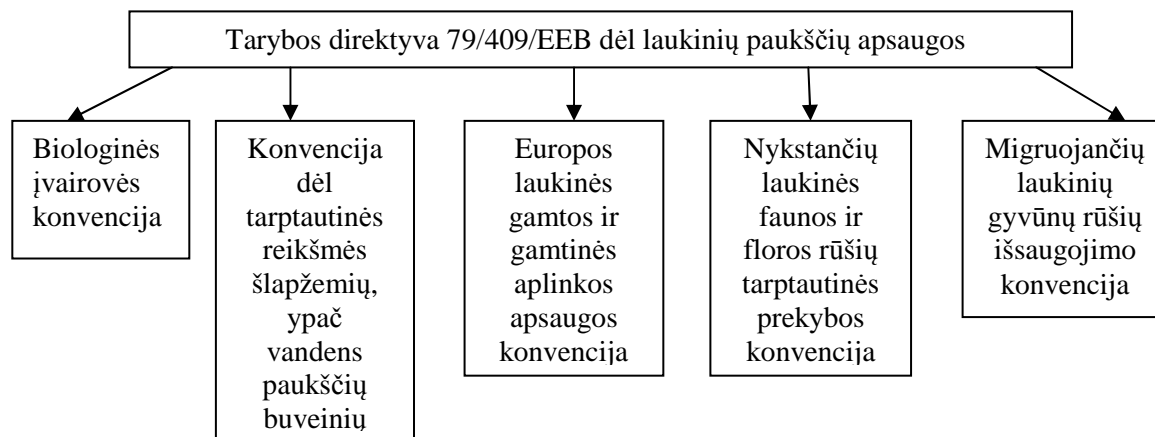 Tarybos direktyva 79/409/EEB dėl laukinių paukščių apsaugos
Biologinės
įvairovės
konvencija
Konvencija
dėl
tarptautinės
reikšmės
šlapžemių,
ypač
vandens
paukščių
buveinių
Europos
laukinės
gamtos ir
gamtinės
aplinkos
apsaugos
konvencija
Nykstančių
laukinės
faunos ir
floros rūšių
tarptautinės
prekybos
konvencija
Migruojančių
laukinių
gyvūnų rūšių
išsaugojimo
konvencija